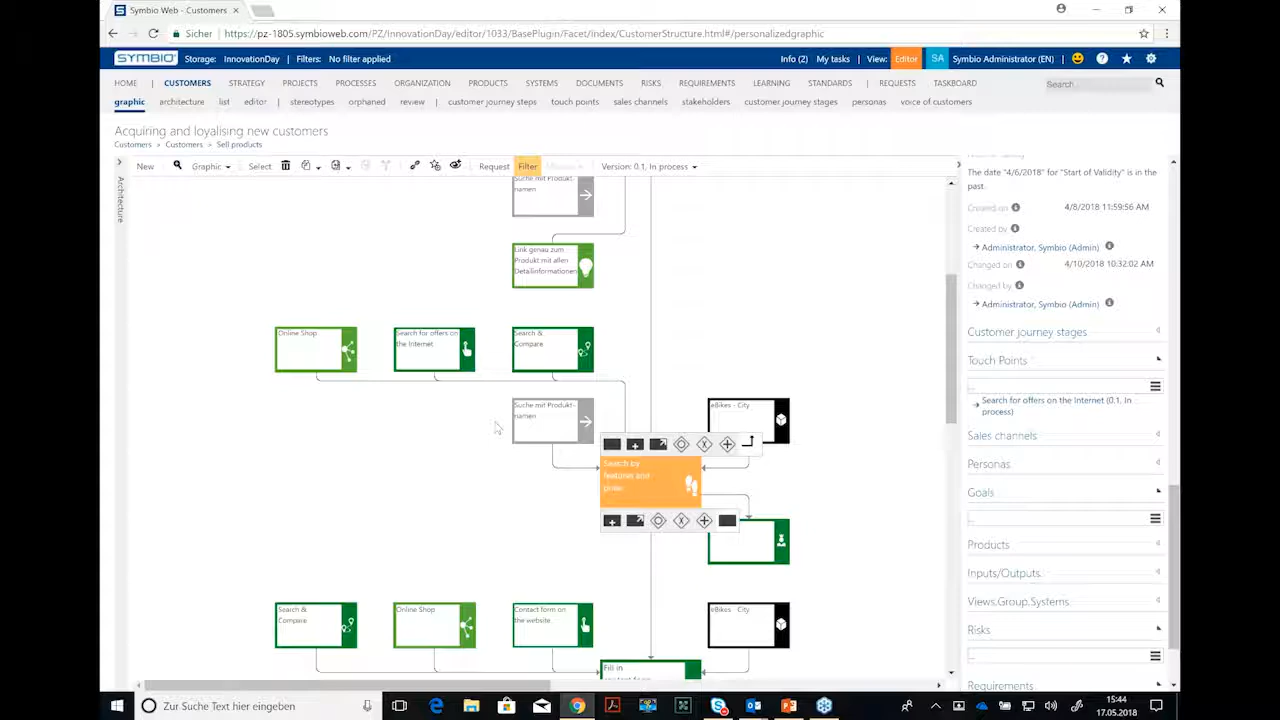 Symbio Web - Customers
Sicher
https://pz-1805.symbioweb.com/PZ/InnovationDay/editor/1033/BasePlugin/Facet/Index/CustomerStructure.html#/personalizedgraphic
SYMBIO
Storage: InnovationDay
Filters: No filter applied
Info (2)
My tasks
View:
Editor
SA
Symbio Administrator (EN)
HOME
CUSTOMERS
STRATEGY
PROJECTS
PROCESSES
ORGANIZATION
PRODUCTS
SYSTEMS
DOCUMENTS
RISKS
REQUIREMENTS
LEARNING
STANDARDS
REQUESTS
TASKBOARD
Search...
graphic
architecture
list
editor
stereotypes
orphaned
review
customer journey steps
touch points
sales channels
stakeholders
customer journey stages
personas
voice of customers
Acquiring and loyalising new customers
Customers » Customers » Sell products
New
Graphic
Select
Request
Filter
Version: 0.1, In process
Architecture
Suche mit Produkt-
namen
Link genau zum
Produkt mit allen
Detailinformationen
Online Shop
Search for offers on
the Internet
Search &
Compare
Suche mit Produkt-
namen
eBikes - City
Search by
features and
Search &
Compare
Online Shop
Contact form on
the website
eBikes City
Fill in
The date "4/6/2018" for "Start of Validity" is in the
past.
Created on
4/8/2018 11:59:56 AM
Created by
Administrator, Symbio (Admin)
Changed on
4/10/2018 10:32:02 AM
Changed by
Administrator, Symbio (Admin)
Customer journey stages
Touch Points
...
Search for offers on the Internet (0.1, In
process)
Sales channels
Personas
Goals
...
Products
Inputs/Outputs
Views,Group,Systems
Risks
...
Requirements
Zur Suche Text hier eingeben
15:44
17.05.2018